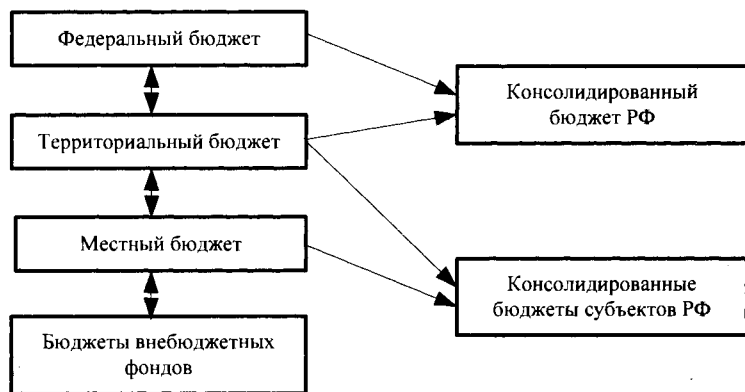 Федеральный бюджет
Территориальный бюджет
Местный бюджет
Бюджеты внебюджетных
фондов
Консолидированный
бюджет РФ
Консолидированные
бюджеты субъектов РФ